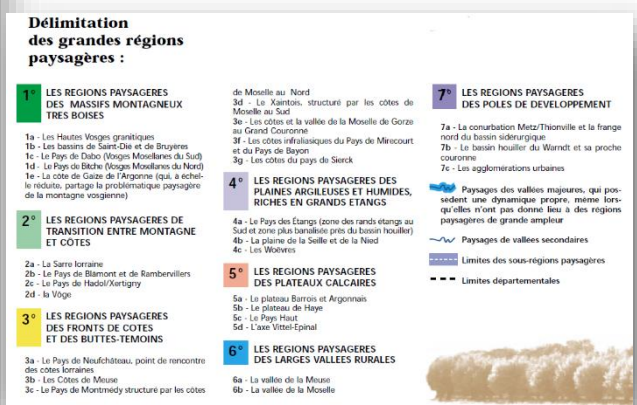 Délimitation
des grandes régions
paysagères :
1°
LES REGIONS PAYSAGERES
DES MASSIFS MONTAGNEUX
TRES BOISES
1a - Les Hautes Vosges granitiques
1b - Les bassins de Saint-Dié et de Bruyères
1c - Le Pays de Dabo (Vosges Mosellanes du Sud)
1d - Le Pays de Bitche (Vosges Mosellanes du Nord)
1e - La côte de Gaize de l'Argonne (qui, a échel-
le réduite, partage la problématique paysagère
de la montagne vosgienne)
2°
LES REGIONS PAYSAGERES DE
TRANSITION ENTRE MONTAGNE
ET CÔTES
2a - La Sarre lorraine
2b - Le Pays de Blâmont et de Rambervillers
2c - Le Pays de Hadol/Xertigny
2d - la Vôge
3°
LES REGIONS PAYSAGERES
DES FRONTS DE COTES
ET DES BUTTES-TEMOINS
3a - Le Pays de Neufchâteau, point de rencontre
des côtes lorraines
3b - Les Côtes de Meuse
3c - Le Pays de Montmédy structuré par les côtes
de Moselle au Nord
3d - Le Xaintois, structuré par les côtes de
Moselle au Sud
3e - Les côtes et la vallée de la Moselle de Gorze
au Grand Couronné
3f - Les côtes infraliasiques du Pays de Mirecourt
et du Pays de Bayon
3g - Les côtes du pays de Sierck
4°
LES REGIONS PAYSAGERES DES
PLAINES ARGILEUSES ET HUMIDES,
RICHES EN GRANDS ETANGS
4a - Le Pays des Étangs (zone des rands étangs au
Sud et zone plus banalisée près du bassin houiller)
4b - La plaine de la Seille et de la Nied
4c - Les Woëvres
5°
LES REGIONS PAYSAGERES
DES PLATEAUX CALCAIRES
5a - Le plateau Barrois et Argonnais
5b - Le plateau de Haye
5c - Le Pays Haut
5d - L'axe Vittel-Epinal
6°
LES REGIONS PAYSAGERES
DES LARGES VALLEES RURALES
6a - La vallée de la Meuse
6b - La vallée de la Moselle
7°
LES REGIONS PAYSAGERES
DES POLES DE DEVELOPPEMENT
7a - La conurbation Metz/Thionville et la frange
nord du bassin sidérurgique
7b - Le bassin houiller du Warndt et sa proche
couronne
7c - Les agglomérations urbaines
Paysages des vallées majeures, qui pos-
sedent une dynamique propre, même lors-
qu'elles n'ont pas donné lieu à des régions
paysagères de grande ampleur
Paysages de vallées secondaires
Limites des sous-régions paysagères
Limites départementales